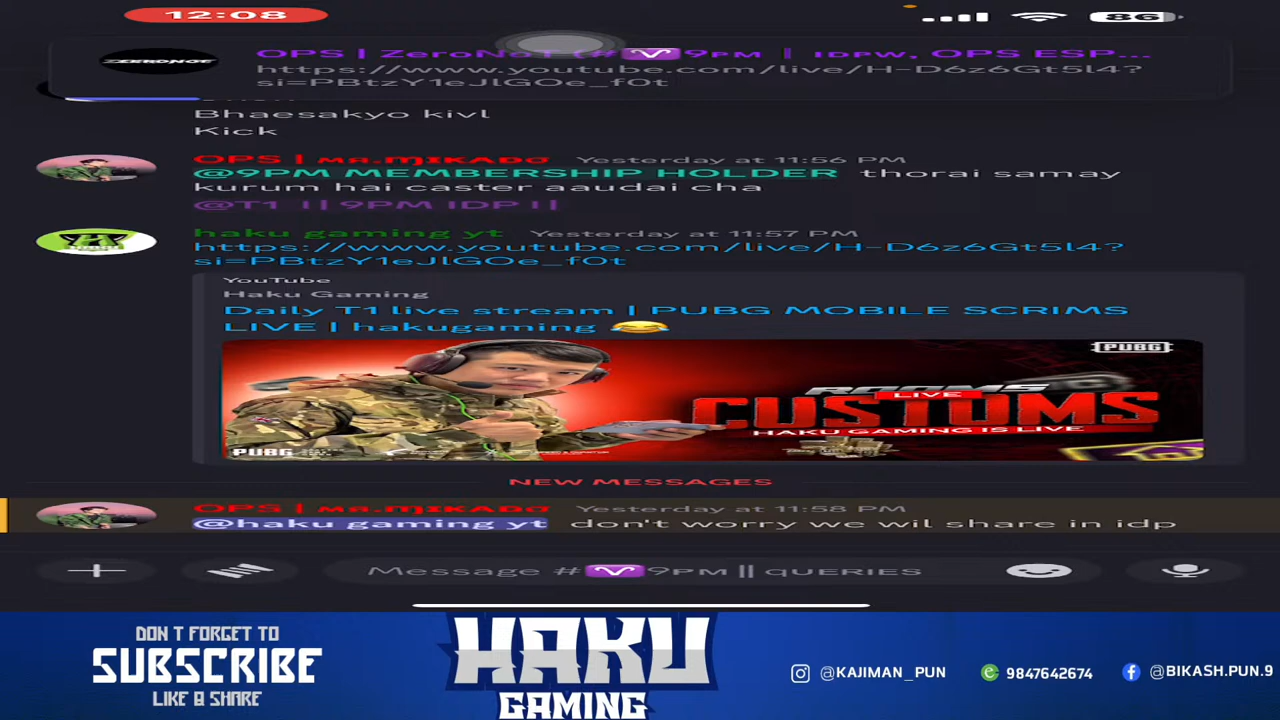 12:08
86
ZERONOT
OPS | ZeroNoT (#♈9PM || IDPW, OPS ESP...
https://www.youtube.com/live/H-D6z6Gt5l4?
si=PBtzY1eJlGOe_f0t
Bhaesakyo kivl
Kick
OPS | MR.MIKADO Yesterday at 11:56 PM
@9PM MEMBERSHIP HOLDER thorai samay
kurum hai caster aaudai cha
@T1 || 9PM IDP ||
haku gaming yt Yesterday at 11:57 PM
https://www.youtube.com/live/H-D6z6Gt5l4?
si=PBtzY1eJlGOe_f0t
YouTube
Haku Gaming
Daily T1 live stream | PUBG MOBILE SCRIMS
LIVE | hakugaming 😂
PUBG
ROOMS
LIVE
CUSTOMS
HAKU GAMING IS LIVE
PUBG
NEW MESSAGES
OPS | MR.MIKADO Yesterday at 11:58 PM
@haku gaming yt don't worry we wil share in idp
Message #♈9PM || QUERIES
DON T FORGET TO
SUBSCRIBE
LIKE & SHARE
HAKU
GAMING
@KAJIMAN_PUN
9847642674
@BIKASH.PUN.9